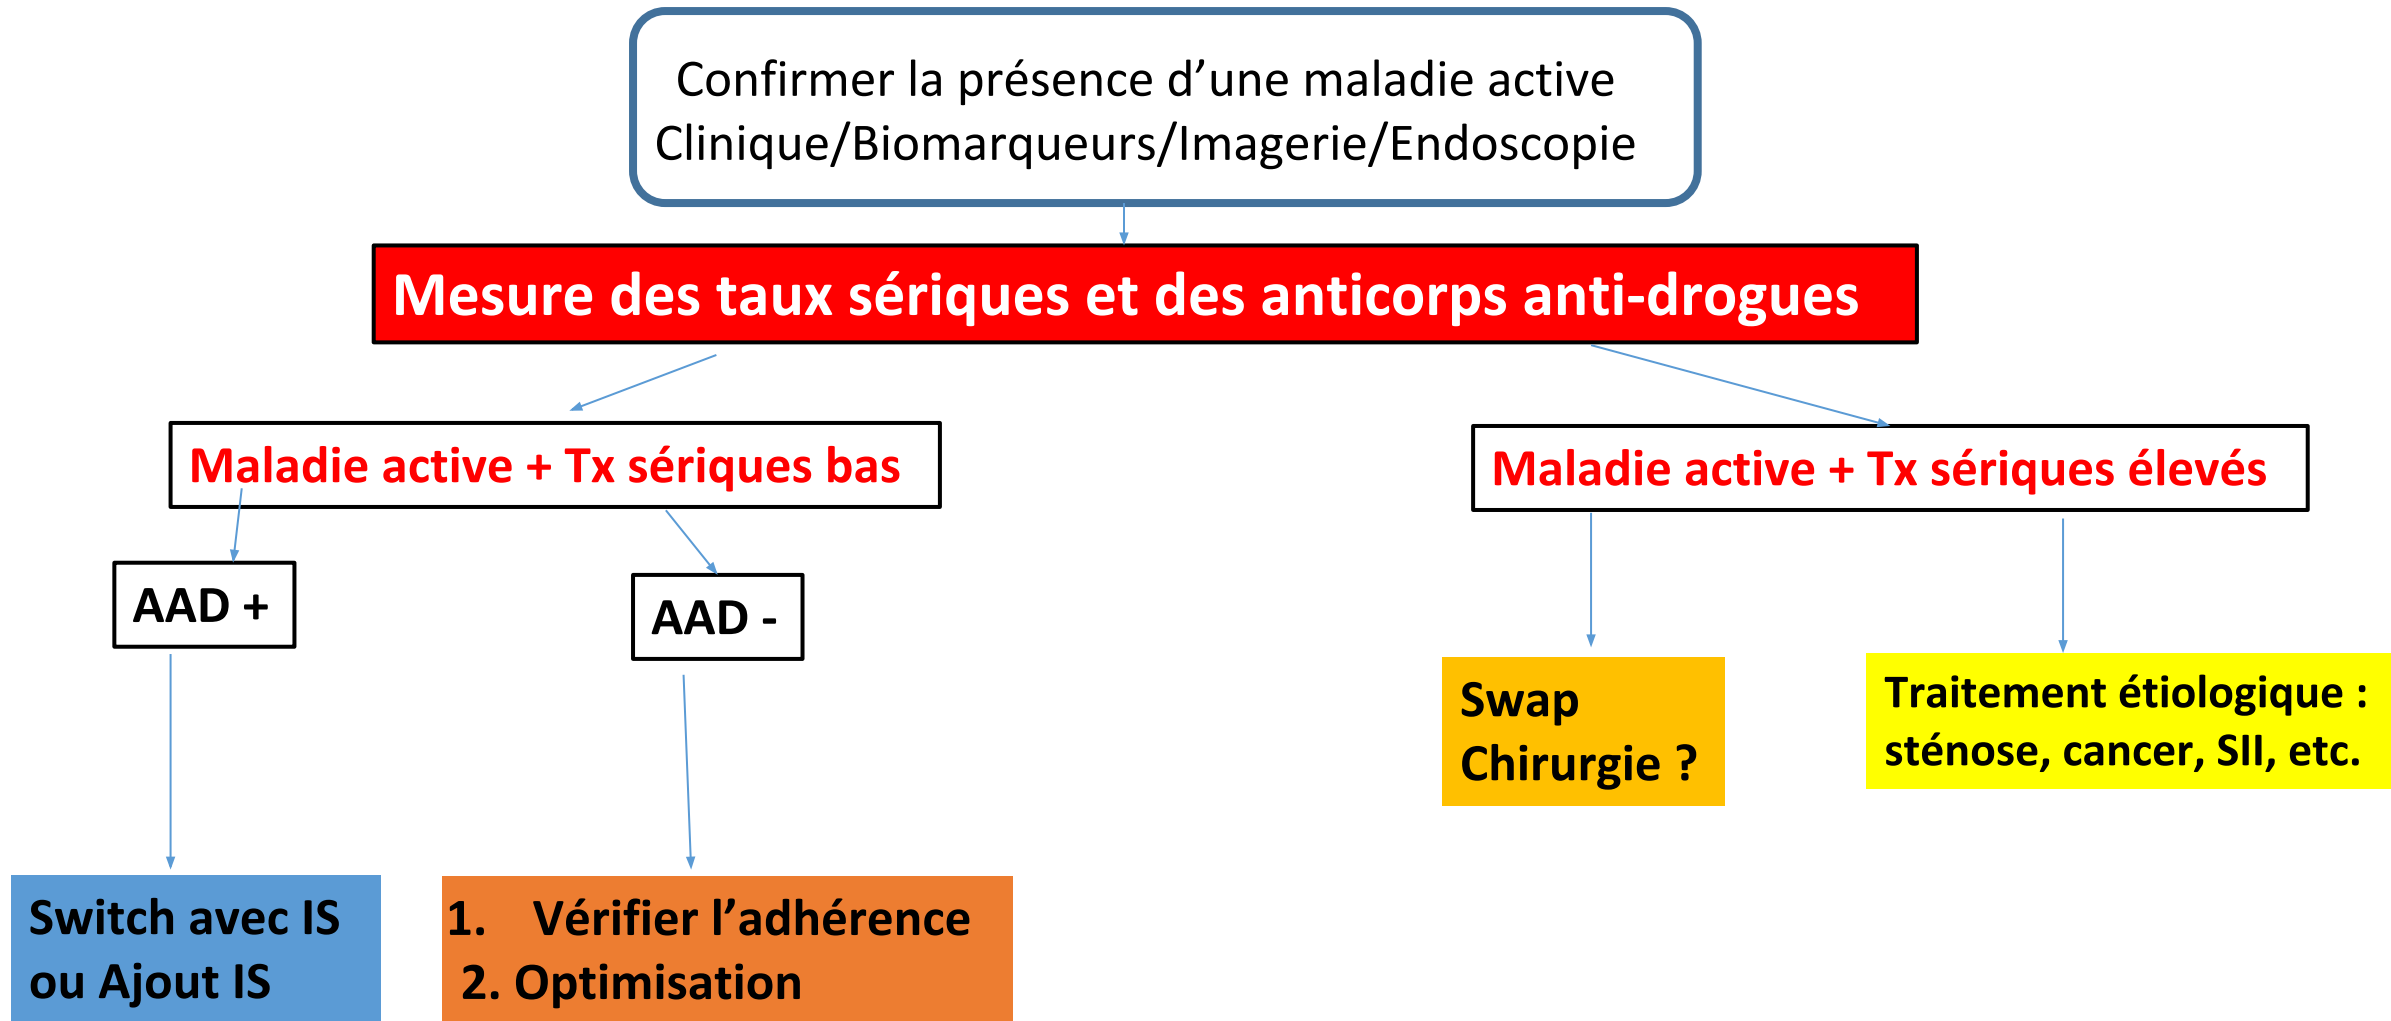 Confirmer la présence d’une maladie active
Clinique/Biomarqueurs/Imagerie/Endoscopie
Mesure des taux sériques et des anticorps anti-drogues
Maladie active + Tx sériques bas
Maladie active + Tx sériques élevés
AAD +
AAD -
Swap
Chirurgie ?
Traitement étiologique :
sténose, cancer, SII, etc.
Switch avec IS
ou Ajout IS
1. Vérifier l’adhérence
2. Optimisation